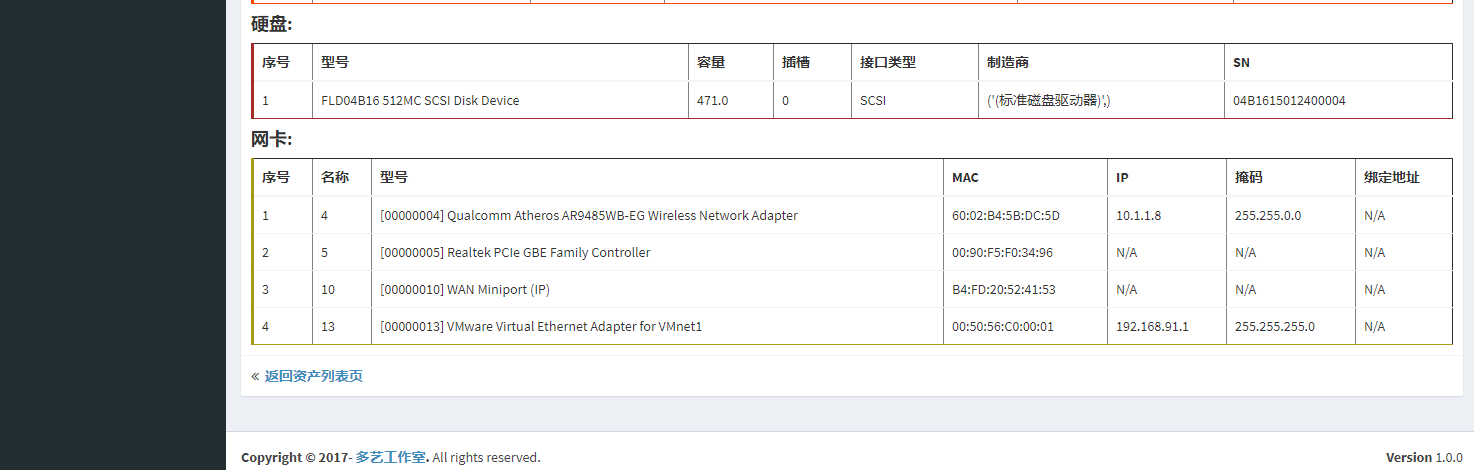 硬盘:
序号 型号 容量 插槽 接口类型 制造商 SN
1 FLD04B16 512MC SCSI Disk Device 471.0 0 SCSI ('(标准磁盘驱动器)',) 04B1615012400004
网卡:
序号 名称 型号 MAC IP 掩码 绑定地址
1 4 [00000004] Qualcomm Atheros AR9485WB-EG Wireless Network Adapter 60:02:B4:5B:DC:5D 10.1.1.8 255.255.0.0 N/A
2 5 [00000005] Realtek PCIe GBE Family Controller 00:90:F5:F0:34:96 N/A N/A N/A
3 10 [00000010] WAN Miniport (IP) B4:FD:20:52:41:53 N/A N/A N/A
4 13 [00000013] VMware Virtual Ethernet Adapter for VMnet1 00:50:56:C0:00:01 192.168.91.1 255.255.255.0 N/A
« 返回资产列表页
Copyright © 2017- 多艺工作室. All rights reserved. Version 1.0.0